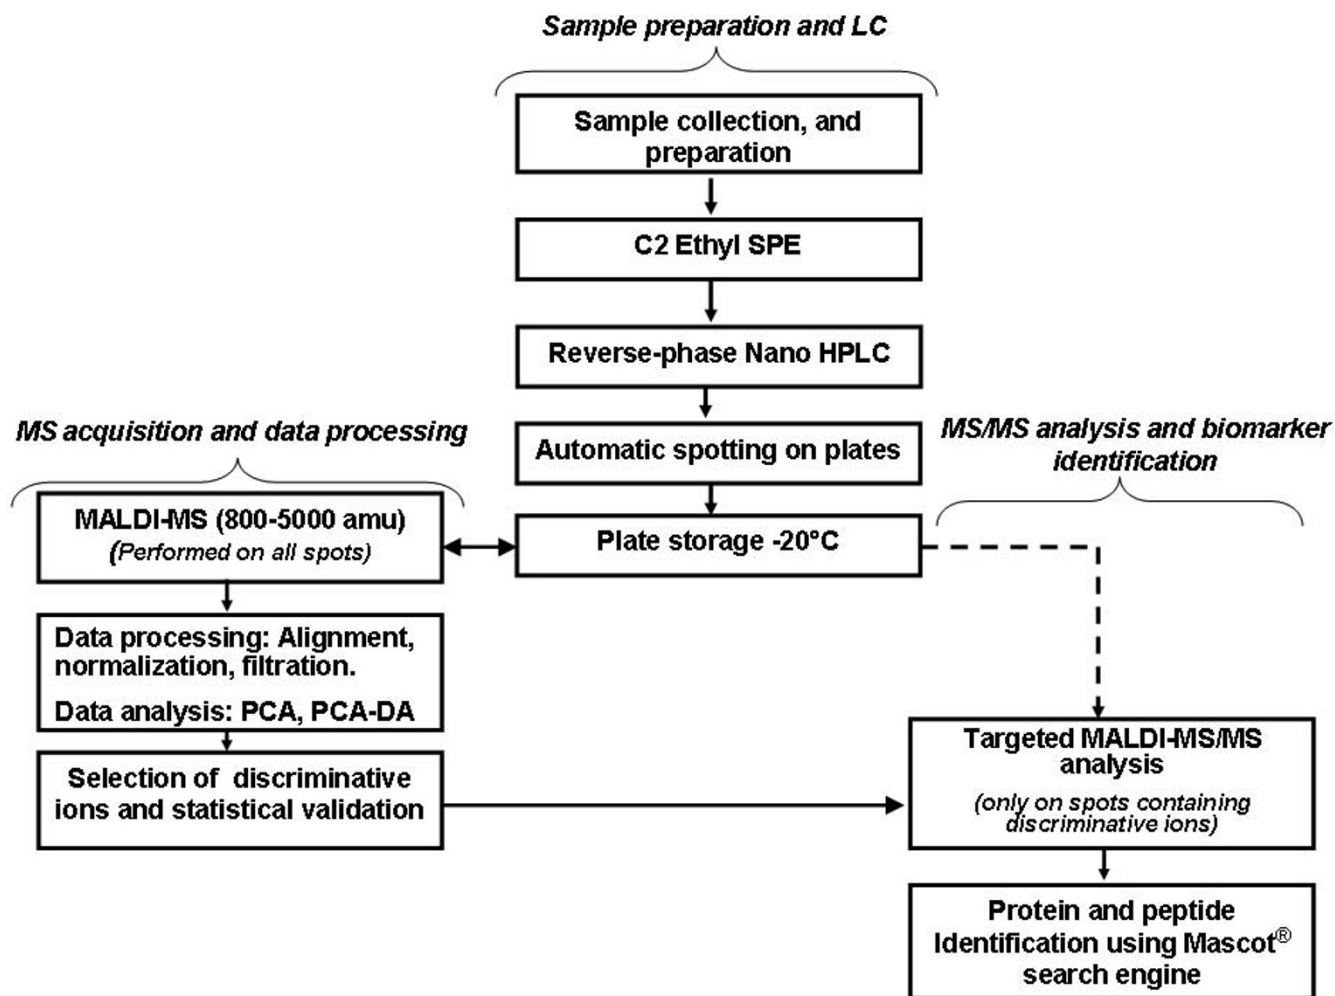 Sample preparation and LC
Sample collection, and
preparation
C2 Ethyl SPE
Reverse-phase Nano HPLC
Automatic spotting on plates
Plate storage -20°C
MS acquisition and data processing
MALDI-MS (800-5000 amu)
(Performed on all spots)
Data processing: Alignment,
normalization, filtration.
Data analysis: PCA, PCA-DA
Selection of discriminative
ions and statistical validation
MS/MS analysis and biomarker
identification
Targeted MALDI-MS/MS
analysis
(only on spots containing
discriminative ions)
Protein and peptide
Identification using Mascot®
search engine